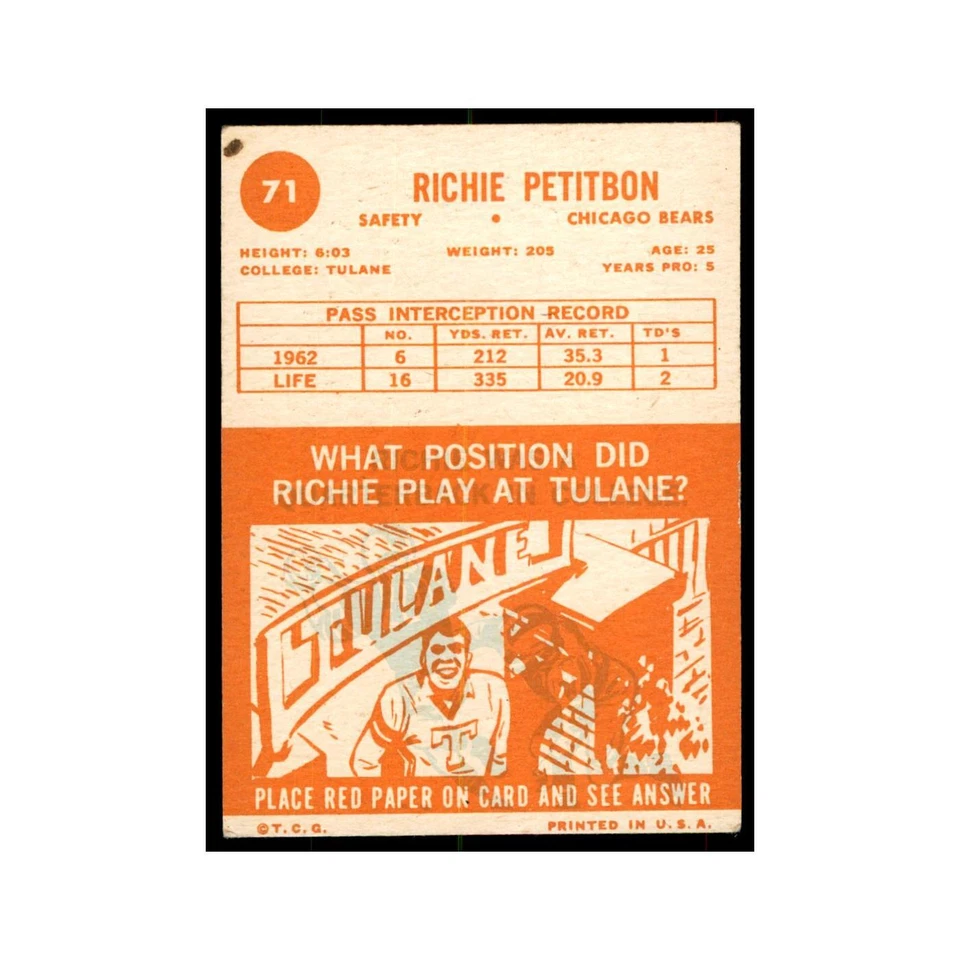 71
RICHIE PETITBON
SAFETY • CHICAGO BEARS
HEIGHT: 6:03 WEIGHT: 205 AGE: 25
COLLEGE: TULANE YEARS PRO: 5
PASS INTERCEPTION RECORD
NO. YDS. RET. AV. RET. TD'S
1962 6 212 35.3 1
LIFE 16 335 20.9 2
WHAT POSITION DID
RICHIE PLAY AT TULANE?
TULANE
T
PLACE RED PAPER ON CARD AND SEE ANSWER
©T.C.G. PRINTED IN U.S.A.